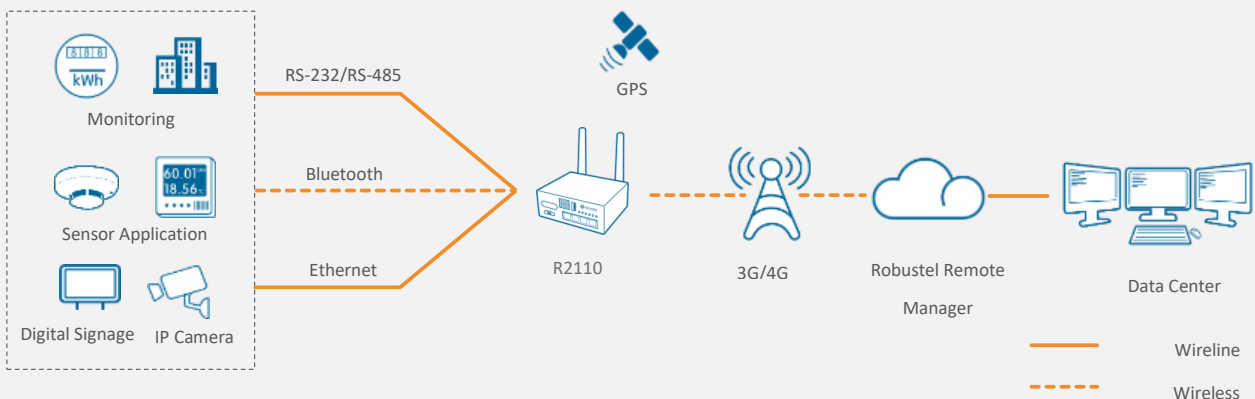 RS-232/RS-485
GPS
888
kWh
Monitoring
60.01
18.56
Bluetooth
Sensor Application
R2110
3G/4G
Robustel Remote
Manager
Data Center
Ethernet
Digital Signage
IP Camera
Wireline
Wireless